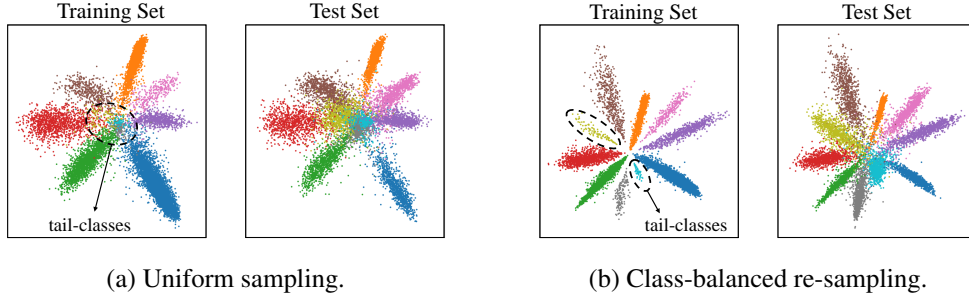 Training Set
Test Set
Training Set
Test Set
tail-classes
tail-classes
(a) Uniform sampling.
(b) Class-balanced re-sampling.